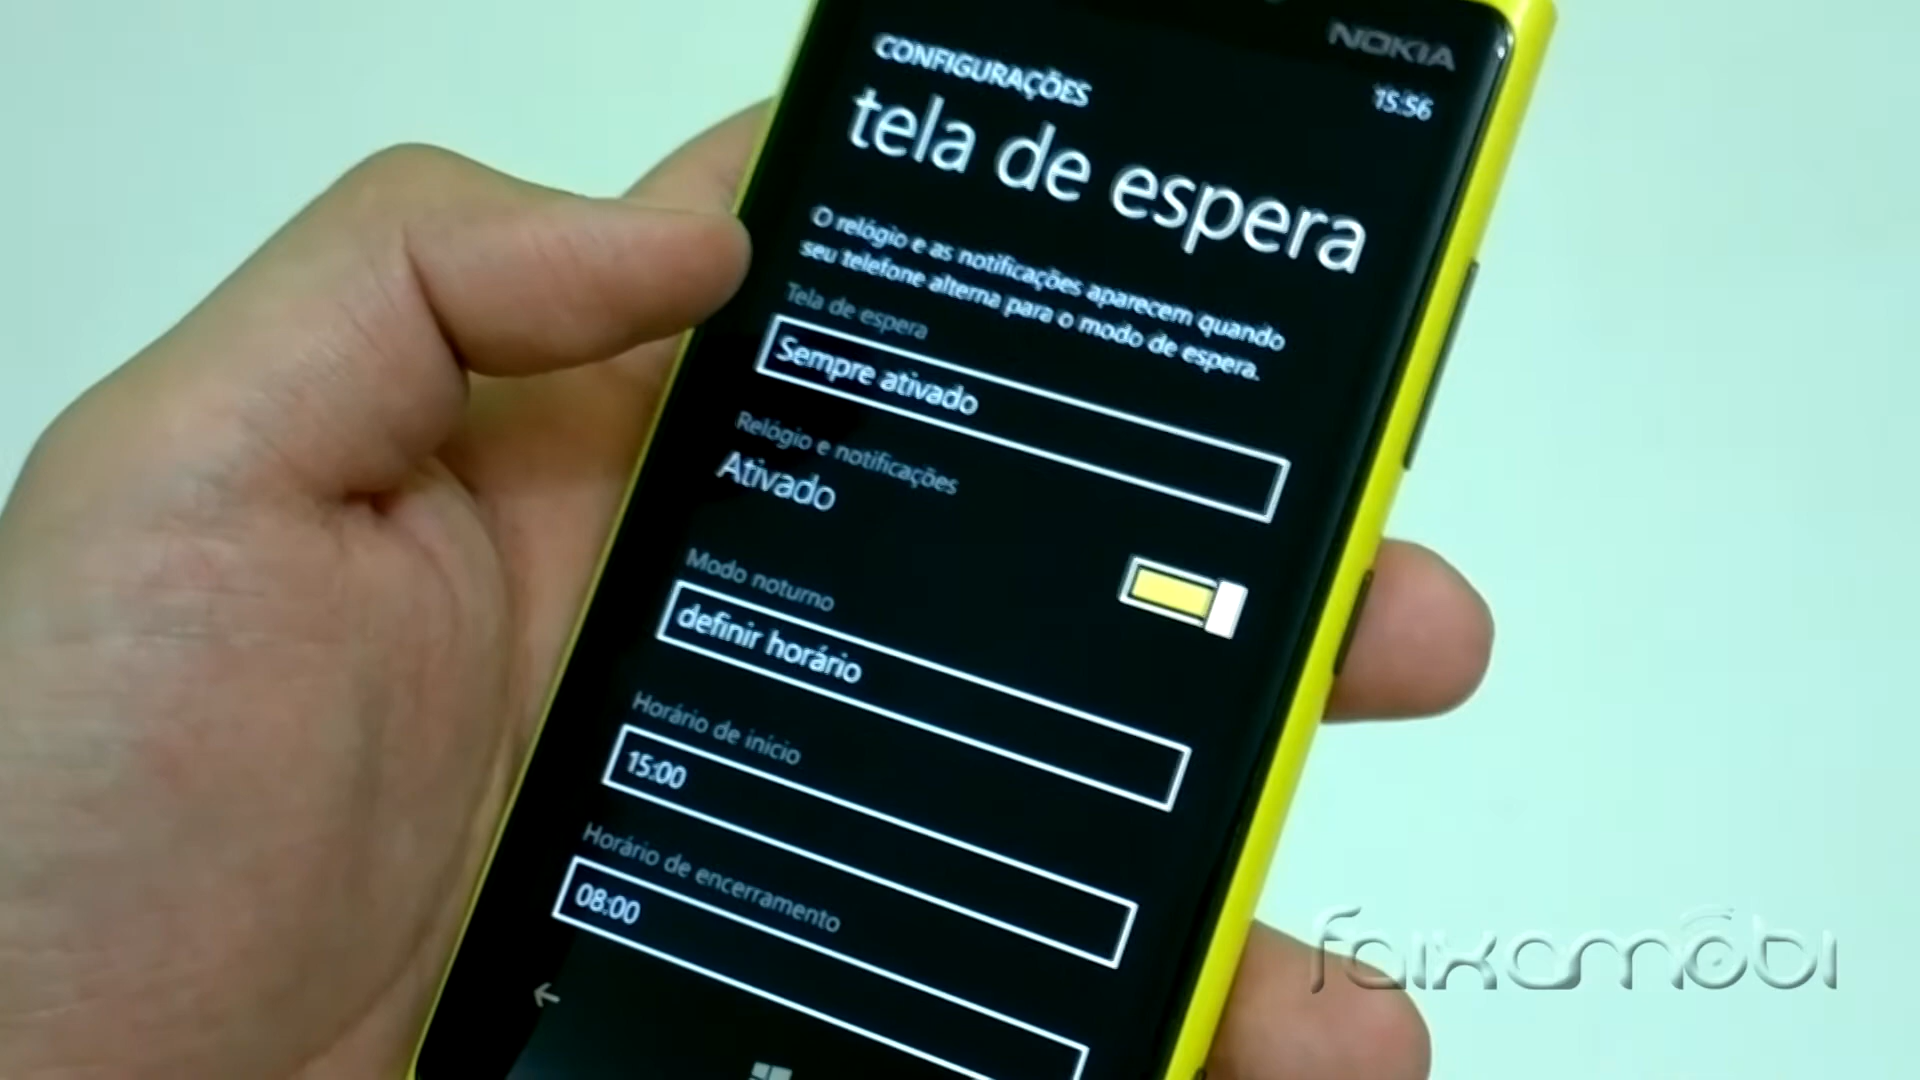 NOKIA
15:56
CONFIGURAÇÕES
tela de espera
O relógio e as notificações aparecem quando
seu telefone alterna para o modo de espera.
Tela de espera
Sempre ativado
Relógio e notificações
Ativado
Modo noturno
definir horário
Horário de início
15:00
Horário de encerramento
08:00
faixamobi